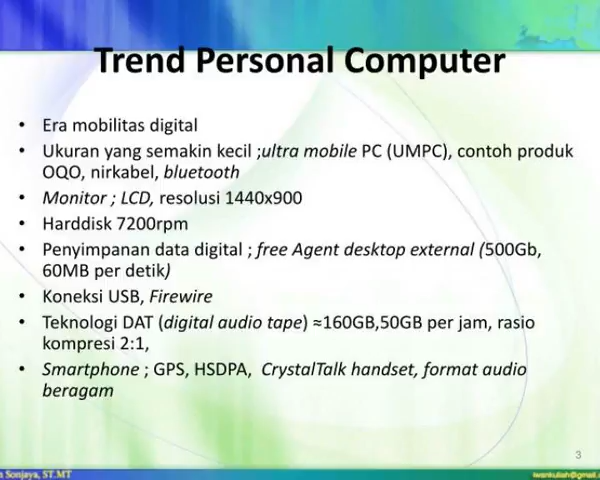 Trend Personal Computer
• Era mobilitas digital
• Ukuran yang semakin kecil ;ultra mobile PC (UMPC), contoh produk
OQO, nirkabel, bluetooth
• Monitor ; LCD, resolusi 1440x900
• Harddisk 7200rpm
• Penyimpanan data digital ; free Agent desktop external (500Gb,
60MB per detik)
• Koneksi USB, Firewire
• Teknologi DAT (digital audio tape) ≈160GB,50GB per jam, rasio
kompresi 2:1,
• Smartphone ; GPS, HSDPA, CrystalTalk handset, format audio
beragam
3
Sonjaya, ST.MT
iwankuliah@gmail.